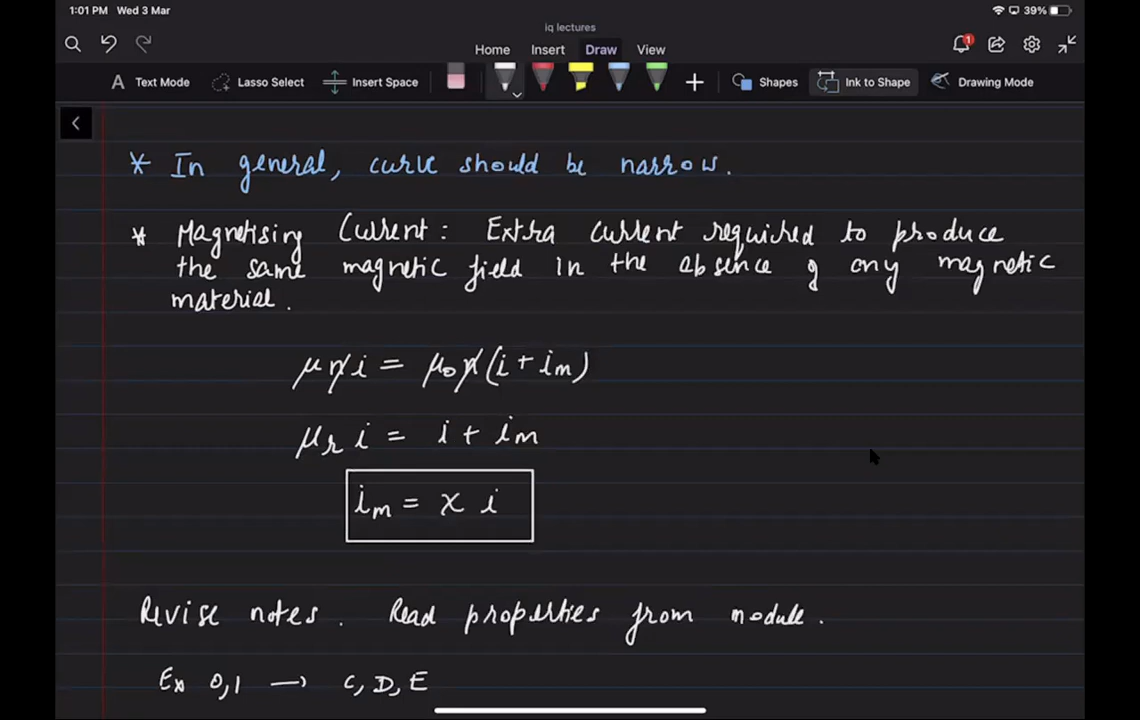 1:01 PM Wed 3 Mar
39%
iq lectures
Home Insert Draw View
1
Text Mode Lasso Select Insert Space Shapes Ink to Shape Drawing Mode
* In general, curve should be narrow.
* Magnetising Current : Extra current required to produce
the same magnetic field in the absence of any magnetic
material.
μni = μ₀n(i + im)
μr i = i + im
im = χ i
Revise notes. Read properties from module.
Ex 0,1 → C, D, E